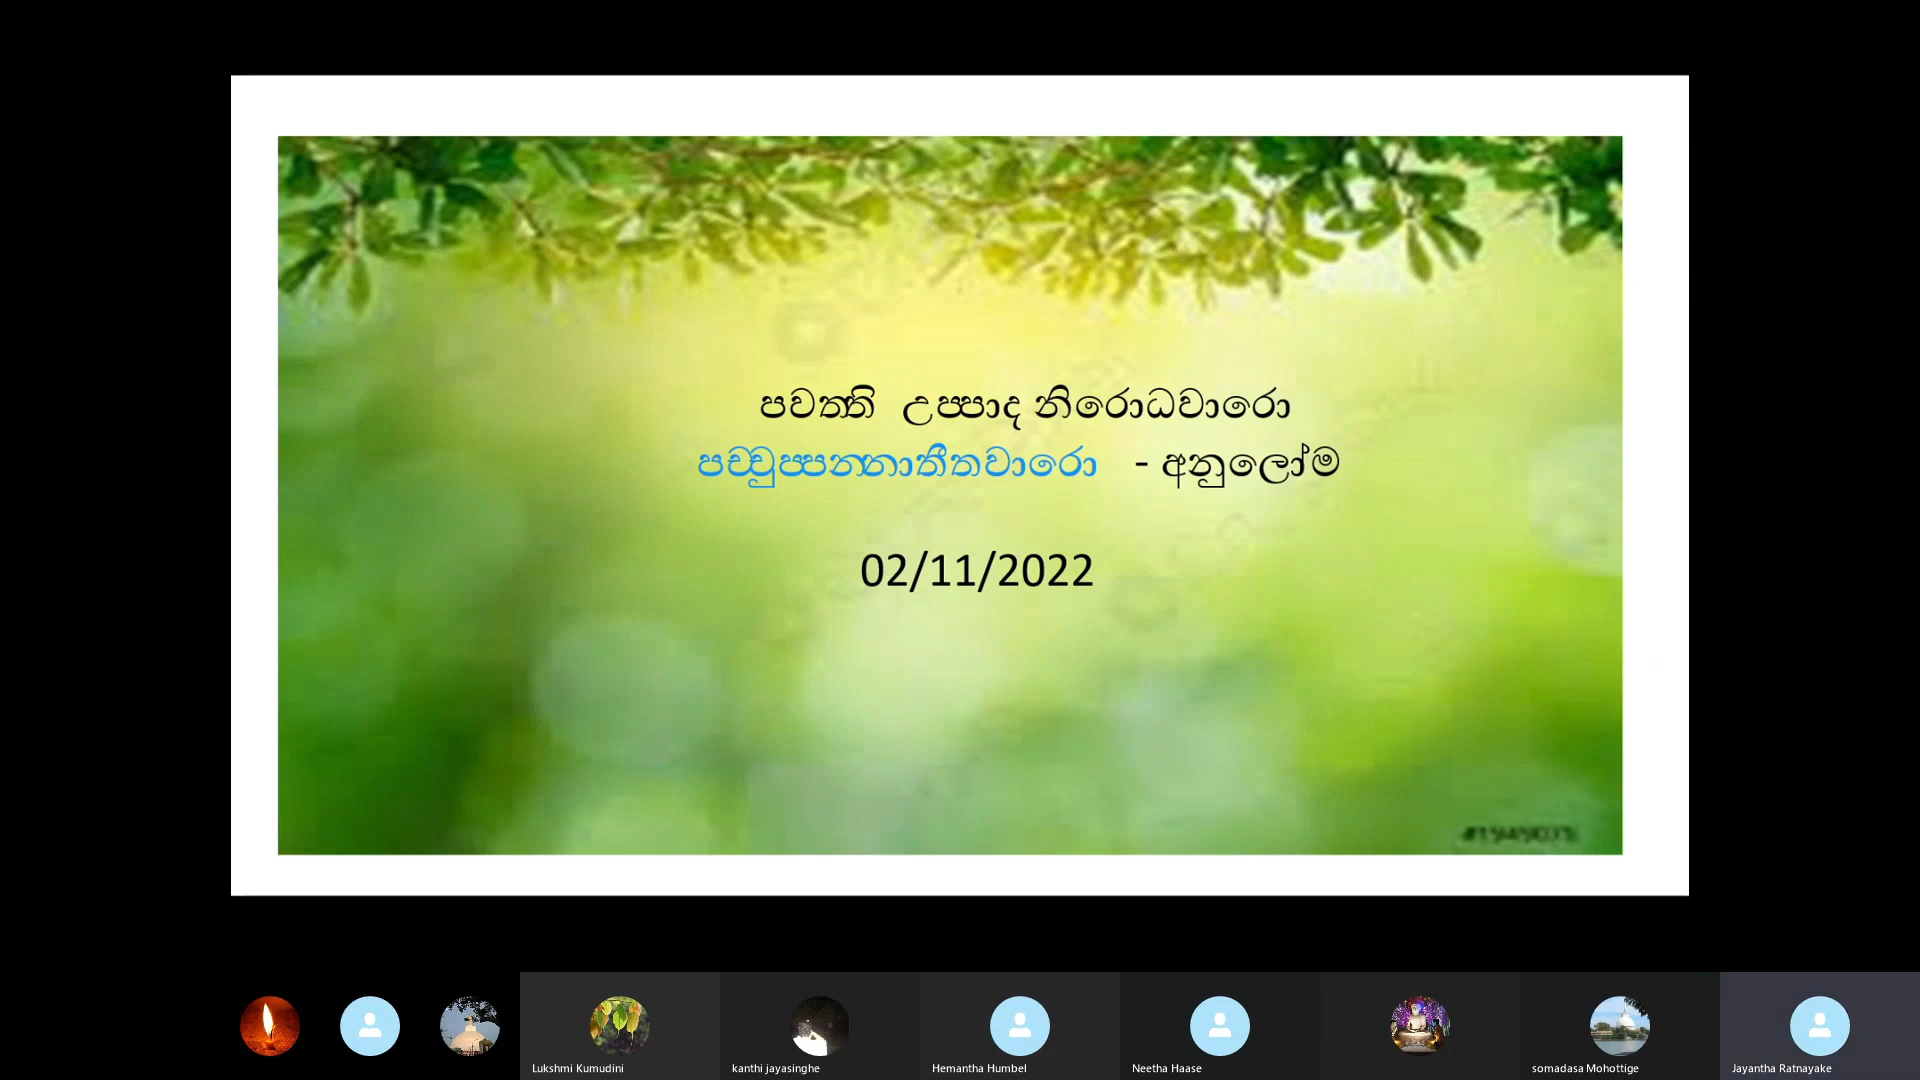 පවත්ති උප්පාද නිරොධවාරො
පච්චුප්පන්නාතීතවාරො - අනුලෝම
02/11/2022
Lukshmi Kumudini
kanthi jayasinghe
Hemantha Humbel
Neetha Haase
somadasa Mohottige
Jayantha Ratnayake